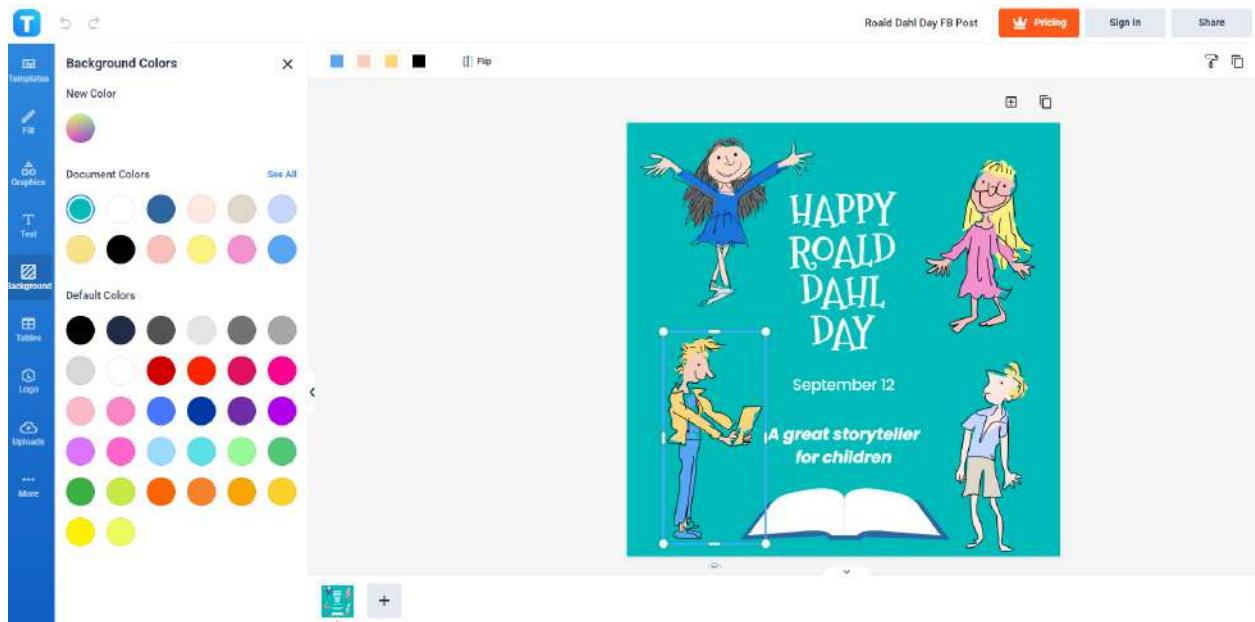 T
Roald Dahl Day FB Post
Pricing
Sign In
Share
Templates
Fill
Graphics
Text
Background
Tables
Logo
Uploads
More
Background Colors
New Color
Document Colors
See All
Default Colors
Flip
HAPPY
ROALD
DAHL
DAY
September 12
A great storyteller
for children